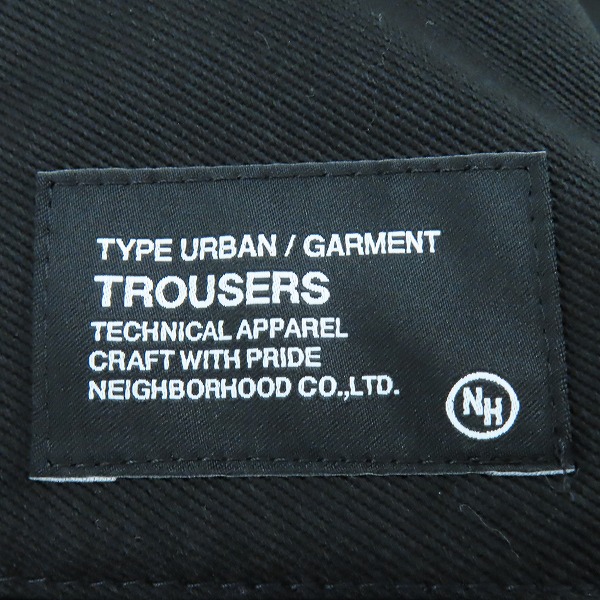 TYPE URBAN / GARMENT
TROUSERS
TECHNICAL APPAREL
CRAFT WITH PRIDE
NEIGHBORHOOD CO.,LTD.
NH